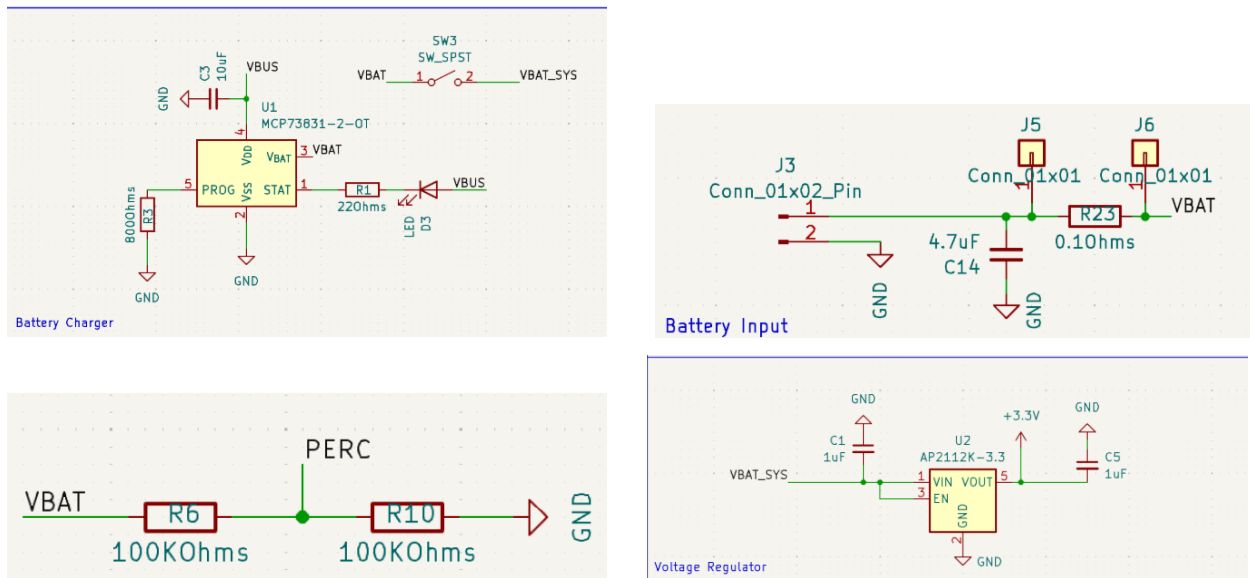 SW3
SW_SPST
VBAT 1 2 VBAT_SYS
VBUS
C3
10uF
GND
U1
MCP73831-2-OT
4
VDD
VBAT 3 VBAT
5 PROG STAT 1
VSS
2
R1
22Ohms
VBUS
LED
D3
800Ohms
R3
GND
GND
Battery Charger
J5
J6
J3
Conn_01x01
Conn_01x01
Conn_01x02_Pin
1
1
1
2
VBAT
R23
0.1Ohms
4.7uF
C14
GND
GND
Battery Input
PERC
VBAT
R6
R10
GND
100KOhms
100KOhms
GND
GND
+3.3V
C1
1uF
U2
AP2112K-3.3
C5
1uF
VBAT_SYS
1 VIN VOUT 5
3 EN
GND
2
GND
Voltage Regulator